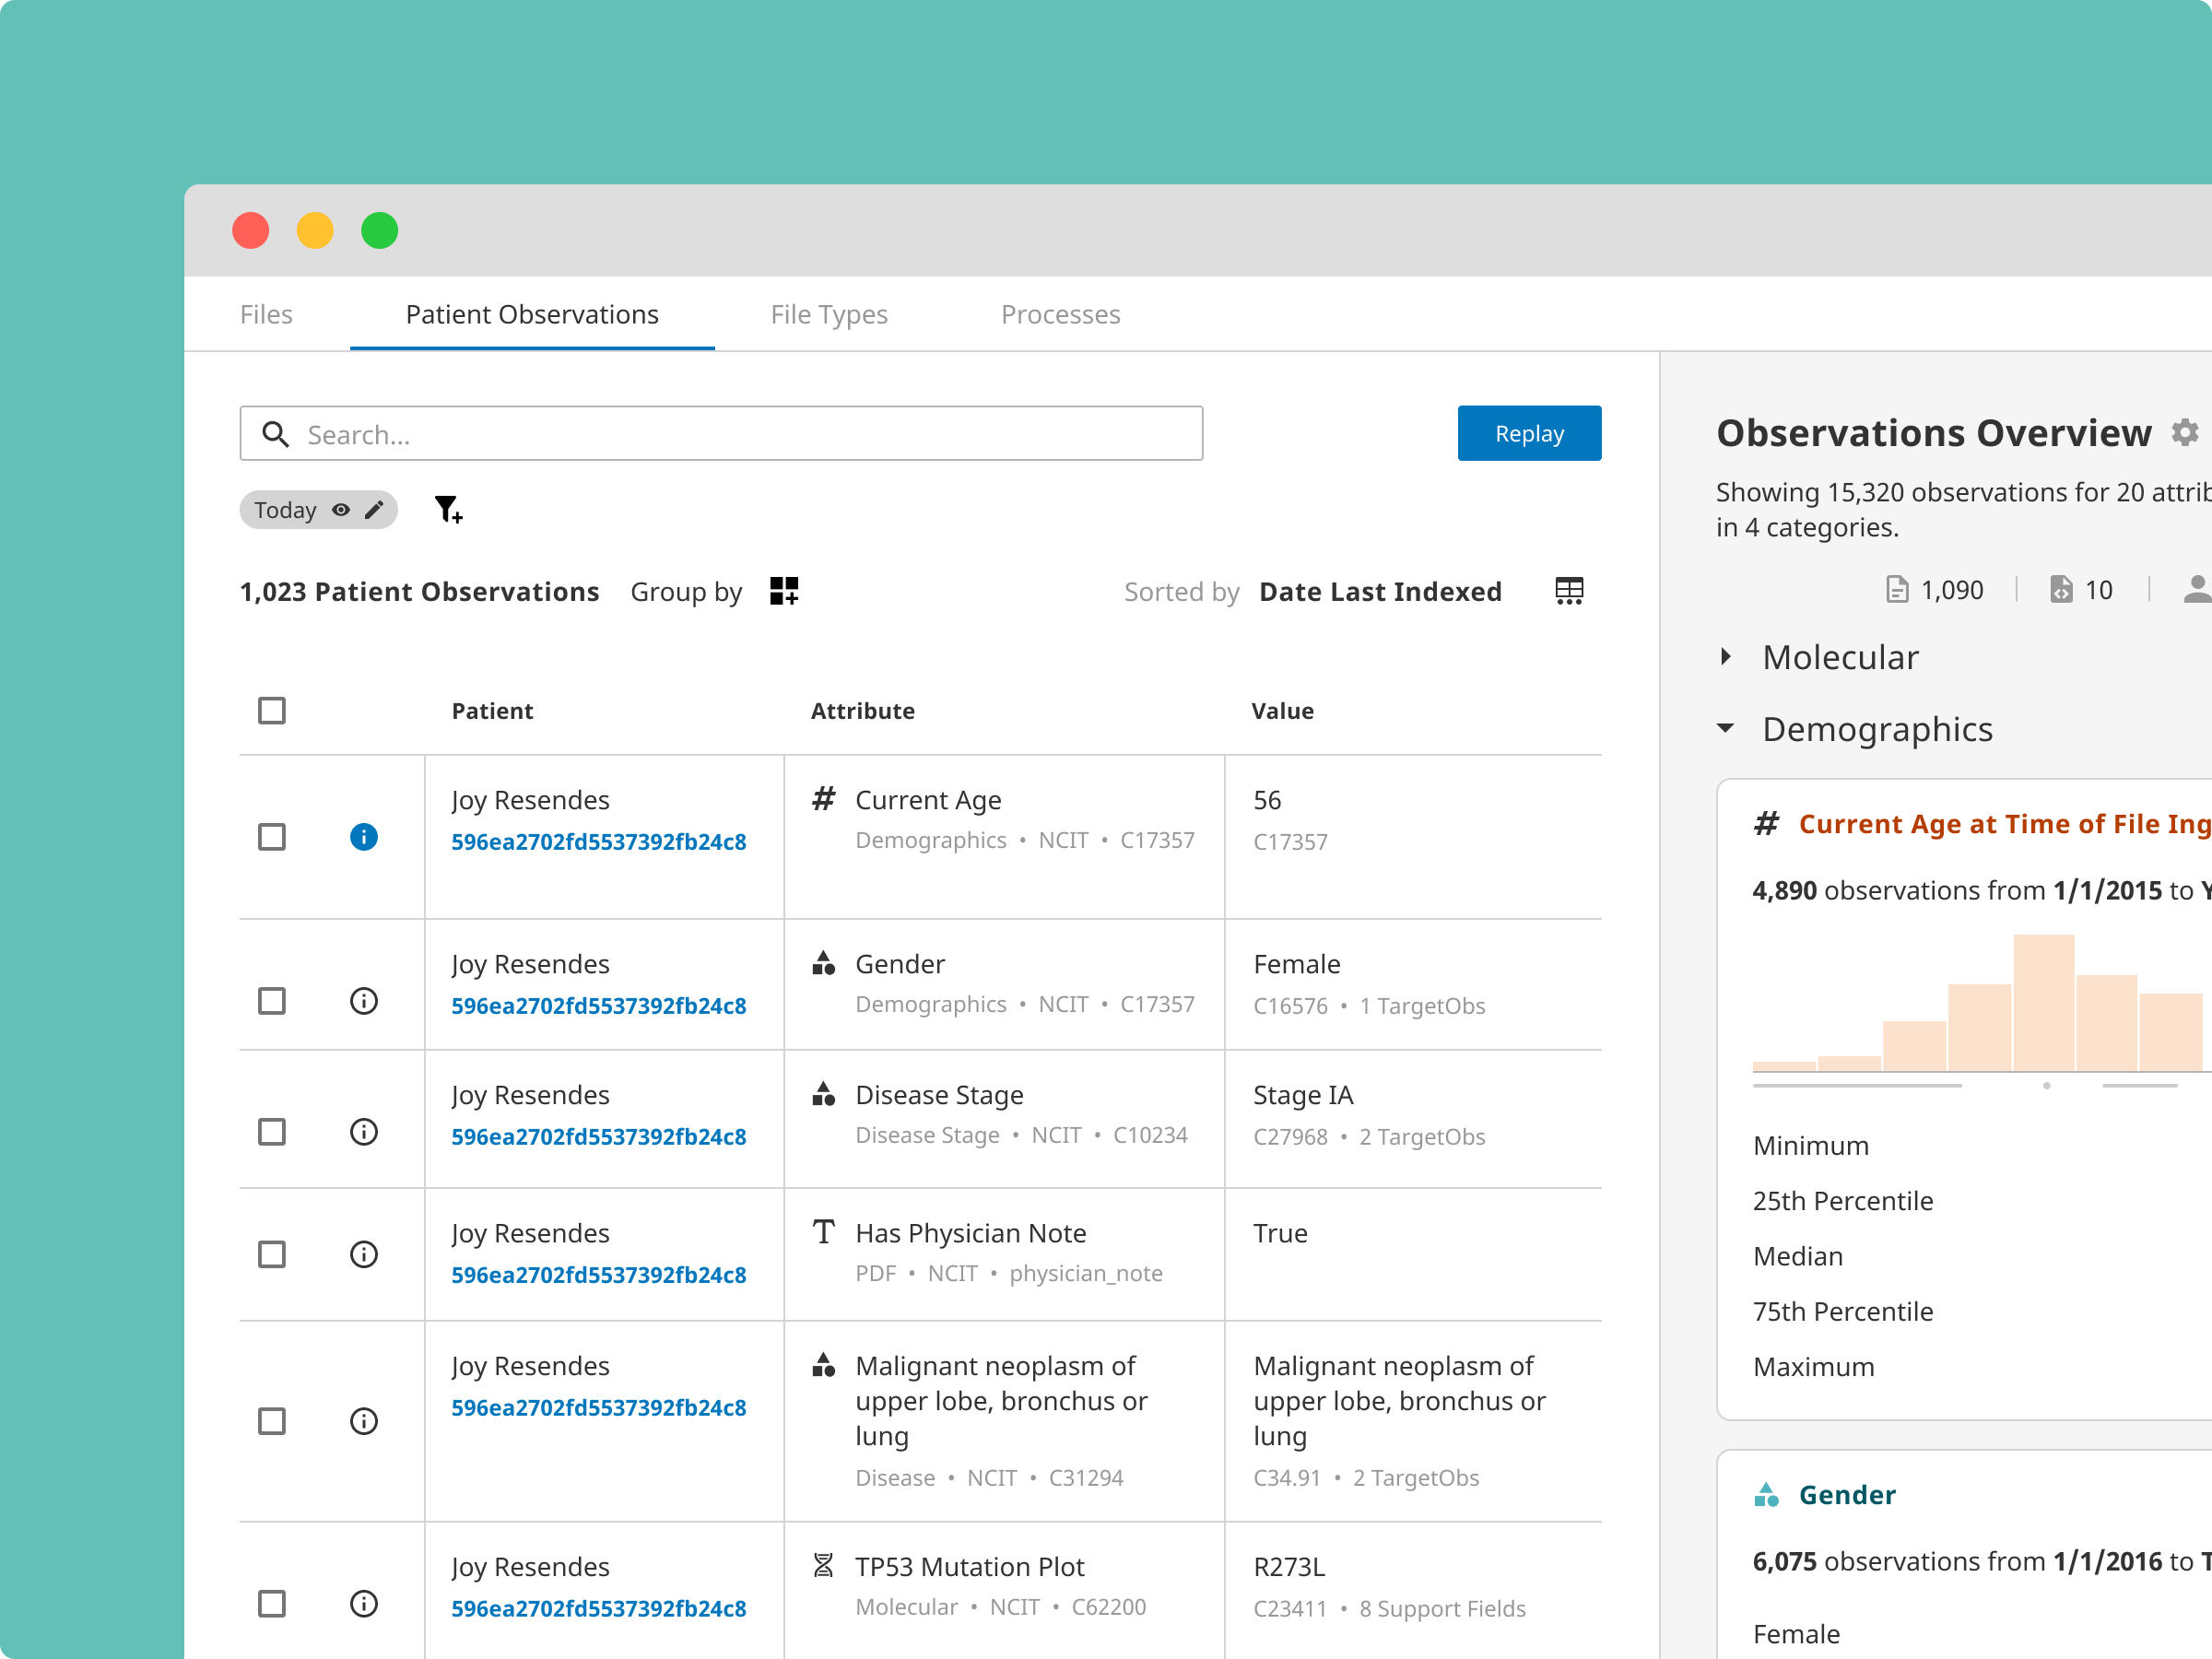 Files
Patient Observations
File Types
Processes
Search...
Replay
Today
1,023 Patient Observations
Group by
Sorted by Date Last Indexed
Patient
Attribute
Value
Joy Resendes
596ea2702fd5537392fb24c8
Current Age
Demographics • NCIT • C17357
56
C17357
Joy Resendes
596ea2702fd5537392fb24c8
Gender
Demographics • NCIT • C17357
Female
C16576 • 1 TargetObs
Joy Resendes
596ea2702fd5537392fb24c8
Disease Stage
Disease Stage • NCIT • C10234
Stage IA
C27968 • 2 TargetObs
Joy Resendes
596ea2702fd5537392fb24c8
Has Physician Note
PDF • NCIT • physician_note
True
Joy Resendes
596ea2702fd5537392fb24c8
Malignant neoplasm of
upper lobe, bronchus or
lung
Disease • NCIT • C31294
Malignant neoplasm of
upper lobe, bronchus or
lung
C34.91 • 2 TargetObs
Joy Resendes
596ea2702fd5537392fb24c8
TP53 Mutation Plot
Molecular • NCIT • C62200
R273L
C23411 • 8 Support Fields
Observations Overview
Showing 15,320 observations for 20
in 4 categories.
1,090
10
Molecular
Demographics
# Current Age at Time of File
4,890 observations from 1/1/2015 to
Minimum
25th Percentile
Median
75th Percentile
Maximum
Gender
6,075 observations from 1/1/2016 to
Female